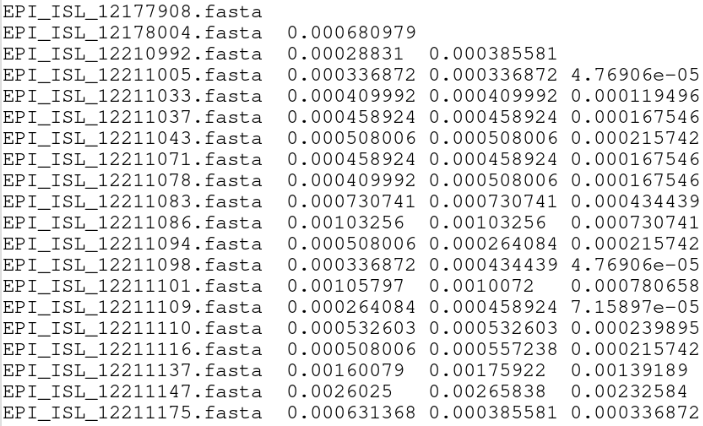 EPI_ISL_12177908.fasta
EPI_ISL_12178004.fasta 0.000680979
EPI_ISL_12210992.fasta 0.00028831 0.000385581
EPI_ISL_12211005.fasta 0.000336872 0.000336872 4.76906e-05
EPI_ISL_12211033.fasta 0.000409992 0.000409992 0.000119496
EPI_ISL_12211037.fasta 0.000458924 0.000458924 0.000167546
EPI_ISL_12211043.fasta 0.000508006 0.000508006 0.000215742
EPI_ISL_12211071.fasta 0.000458924 0.000458924 0.000167546
EPI_ISL_12211078.fasta 0.000409992 0.000508006 0.000167546
EPI_ISL_12211083.fasta 0.000730741 0.000730741 0.000434439
EPI_ISL_12211086.fasta 0.00103256 0.00103256 0.000730741
EPI_ISL_12211094.fasta 0.000508006 0.000264084 0.000215742
EPI_ISL_12211098.fasta 0.000336872 0.000434439 4.76906e-05
EPI_ISL_12211101.fasta 0.00105797 0.0010072 0.000780658
EPI_ISL_12211109.fasta 0.000264084 0.000458924 7.15897e-05
EPI_ISL_12211110.fasta 0.000532603 0.000532603 0.000239895
EPI_ISL_12211116.fasta 0.000508006 0.000557238 0.000215742
EPI_ISL_12211137.fasta 0.00160079 0.00175922 0.00139189
EPI_ISL_12211147.fasta 0.0026025 0.00265838 0.00232584
EPI_ISL_12211175.fasta 0.000631368 0.000385581 0.000336872